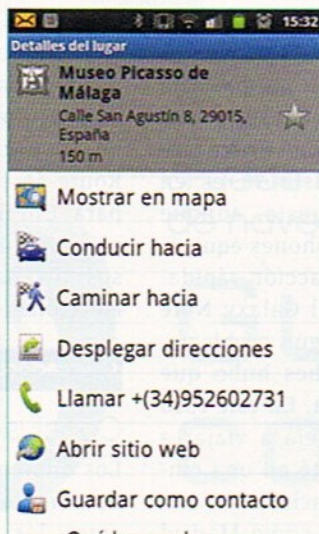 15:32
Detalles del lugar
Museo Picasso de
Málaga
Calle San Agustín 8, 29015,
España
150 m
Mostrar en mapa
Conducir hacia
Caminar hacia
Desplegar direcciones
Llamar +(34)952602731
Abrir sitio web
Guardar como contacto